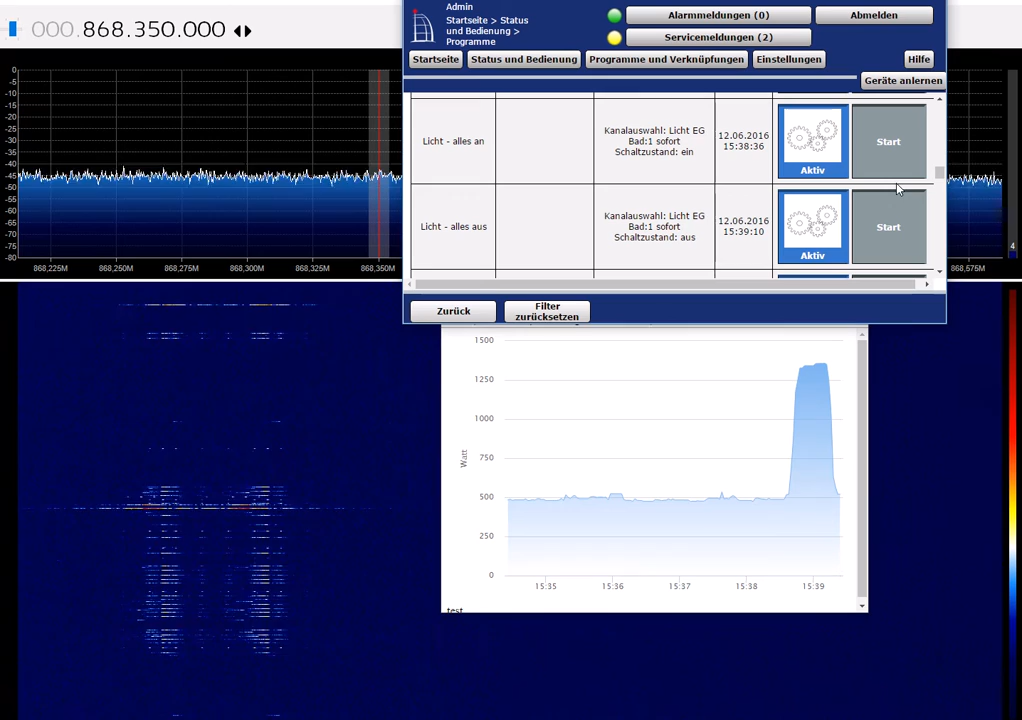 000.868.350.000
0
-5
-10
-15
-20
-25
-30
-35
-40
-45
-50
-55
-60
-65
-70
-75
-80
868,225M 868,250M 868,275M 868,300M 868,325M 868,350M 868,575M
4
Admin
Startseite > Status
und Bedienung >
Programme
Alarmmeldungen (0) Abmelden
Servicemeldungen (2)
Startseite Status und Bedienung Programme und Verknüpfungen Einstellungen Hilfe
Geräte anlernen
Licht - alles an
Kanalauswahl: Licht EG
Bad:1 sofort
Schaltzustand: ein
12.06.2016
15:38:36
Aktiv
Start
Licht - alles aus
Kanalauswahl: Licht EG
Bad:1 sofort
Schaltzustand: aus
12.06.2016
15:39:10
Aktiv
Start
Zurück
Filter
zurücksetzen
1500
1250
1000
750
500
250
0
Watt
15:35 15:36 15:37 15:38 15:39
test